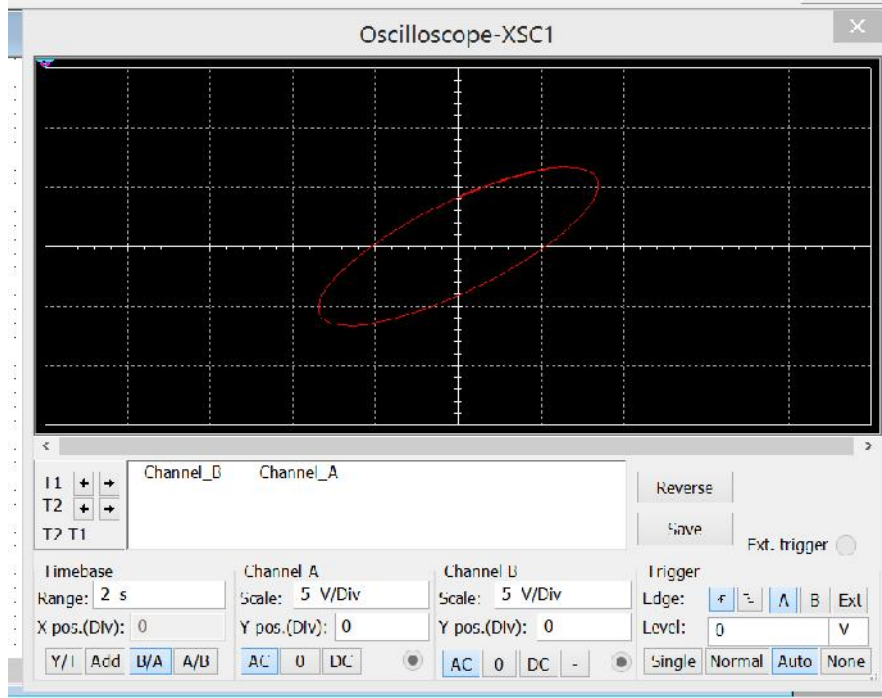 Oscilloscope-XSC1
Channel_B Channel_A
T1
T2
T2 T1
Reverse
Save
Ext. trigger
Timebase
Range: 2 s
X pos.(Div): 0
Y/T Add B/A A/B
Channel A
Scale: 5 V/Div
Y pos.(Div): 0
AC 0 DC
Channel B
Scale: 5 V/Div
Y pos.(Div): 0
AC 0 DC -
Trigger
Edge: A B Ext
Level: 0 V
Single Normal Auto None